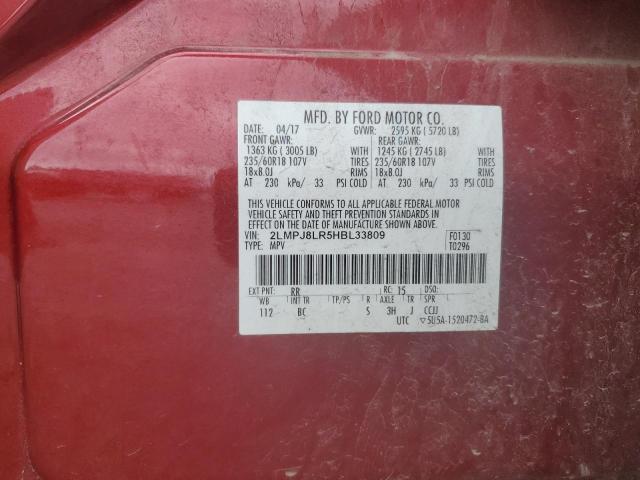 MFD. BY FORD MOTOR CO.
DATE: 04/17 GVWR: 2595 KG ( 5720 LB)
FRONT GAWR: REAR GAWR:
1363 KG ( 3005 LB) WITH 1245 KG ( 2745 LB) WITH
235/60R18 107V TIRES 235/60R18 107V TIRES
18x8.0J RIMS 18x8.0J RIMS
AT 230 kPa/ 33 PSI COLD AT 230 kPa/ 33 PSI COLD
THIS VEHICLE CONFORMS TO ALL APPLICABLE FEDERAL MOTOR
VEHICLE SAFETY AND THEFT PREVENTION STANDARDS IN
EFFECT ON THE DATE OF MANUFACTURE SHOWN ABOVE.
VIN: 2LMPJ8LR5HBL33809 F0130
TYPE: MPV T0296
EXT PNT: RR RC: 15 DSO:
WB INT TR TP/PS R AXLE TR SPR
112 BC S 3H J CCJJ
UTC ▽5U5A-1520472-BA